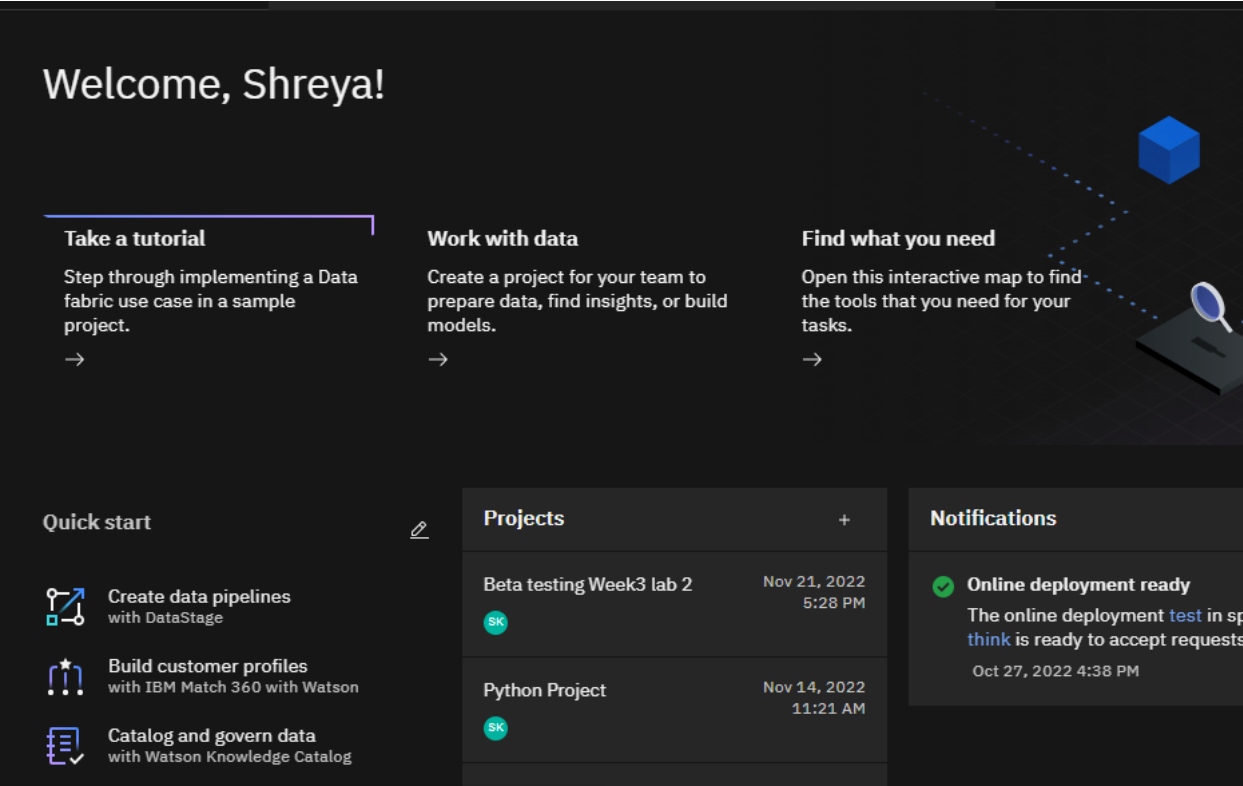 Welcome, Shreya!
Take a tutorial
Step through implementing a Data
fabric use case in a sample
project.
Work with data
Create a project for your team to
prepare data, find insights, or build
models.
Find what you need
Open this interactive map to find
the tools that you need for your
tasks.
Quick start
Create data pipelines
with DataStage
Build customer profiles
with IBM Match 360 with Watson
Catalog and govern data
with Watson Knowledge Catalog
Projects
Beta testing Week3 lab 2
Nov 21, 2022
5:28 PM
SK
Python Project
Nov 14, 2022
11:21 AM
SK
Notifications
Online deployment ready
The online deployment test in sp
think is ready to accept requests
Oct 27, 2022 4:38 PM